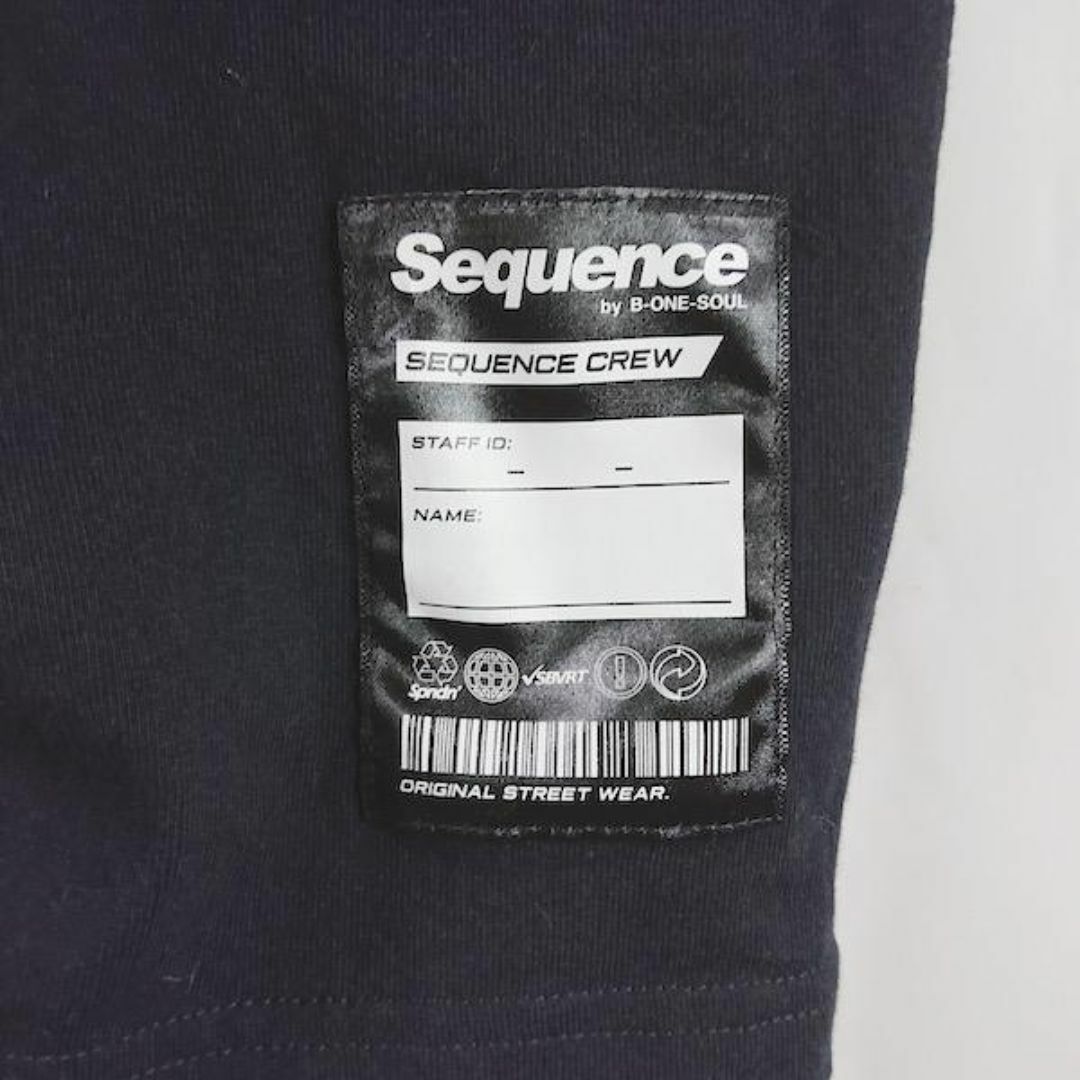 Sequence
by B-ONE-SOUL
SEQUENCE CREW
STAFF ID:
– –
NAME:
Spndn' √SBVRT
ORIGINAL STREET WEAR.